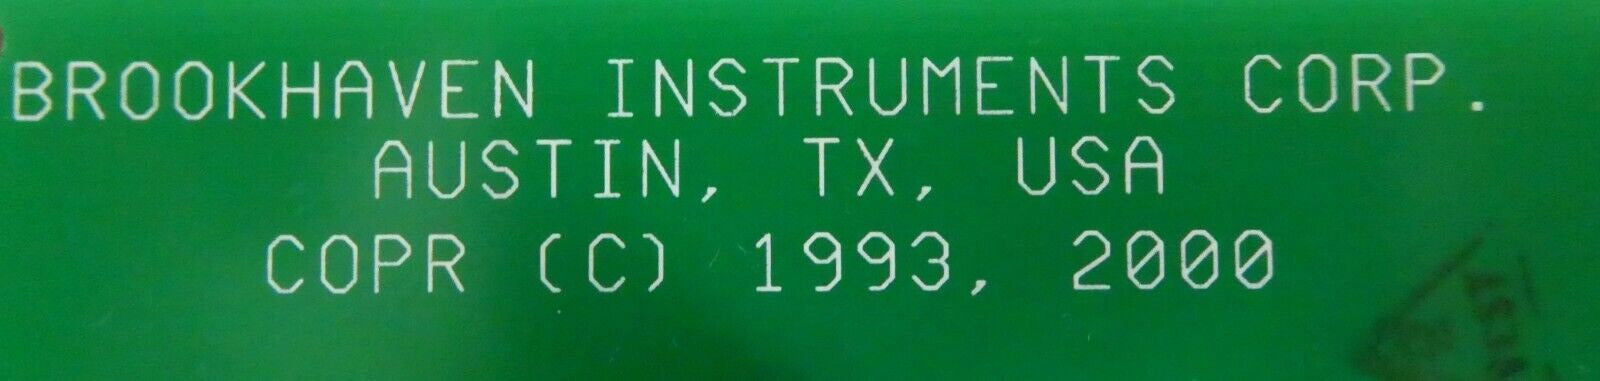 BROOKHAVEN INSTRUMENTS CORP.
AUSTIN, TX, USA
COPR (C) 1993, 2000